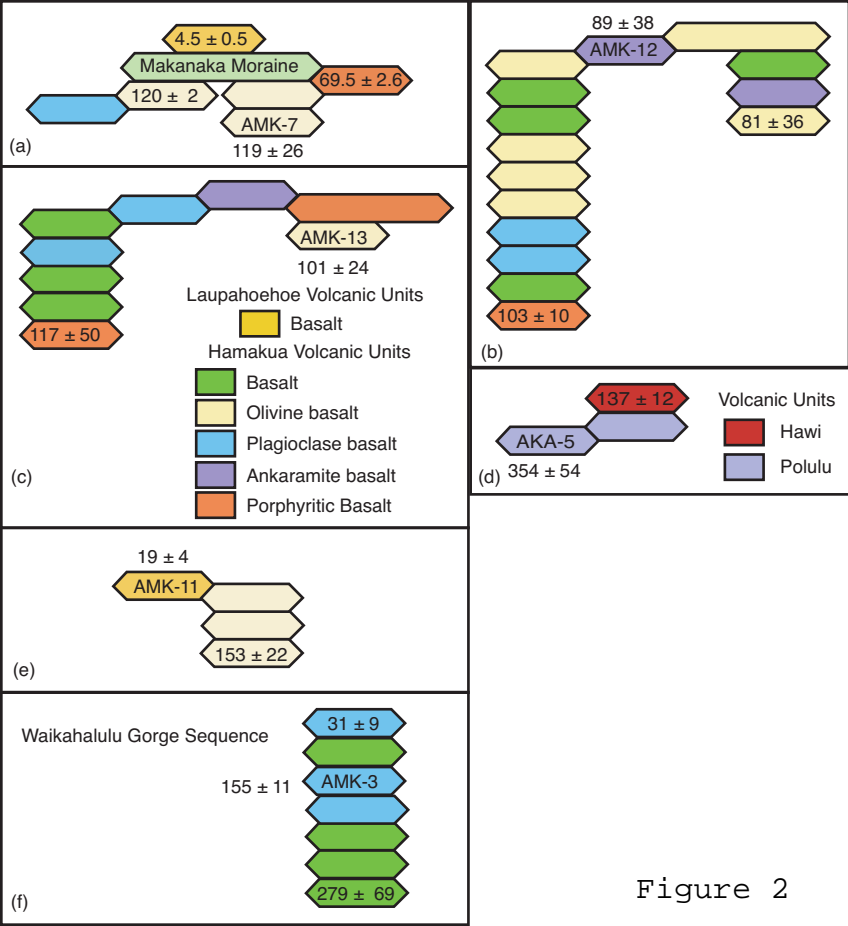 4.5 ± 0.5
Makanaka Moraine
69.5 ± 2.6
120 ± 2
AMK-7
119 ± 26
(a)
89 ± 38
AMK-12
81 ± 36
103 ± 10
(b)
AMK-13
101 ± 24
117 ± 50
Laupahoehoe Volcanic Units
Basalt
Hamakua Volcanic Units
Basalt
Olivine basalt
Plagioclase basalt
Ankaramite basalt
Porphyritic Basalt
(c)
137 ± 12
AKA-5
354 ± 54
Volcanic Units
Hawi
Polulu
(d)
19 ± 4
AMK-11
153 ± 22
(e)
Waikahalulu Gorge Sequence
31 ± 9
AMK-3
155 ± 11
279 ± 69
(f)
Figure 2